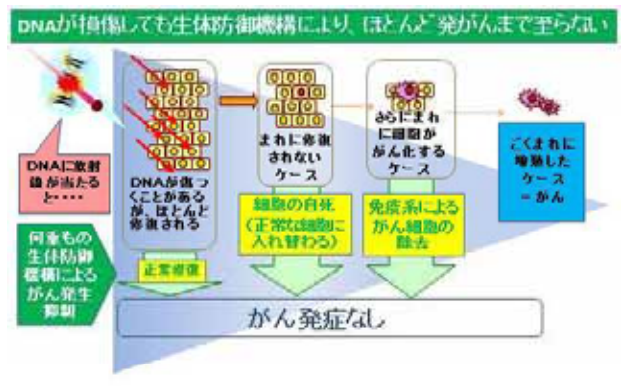 DNAが損傷しても生体防御機構により、ほとんど発がんまで至らない
DNAに放射
線が当たる
と・・・・
DNAが傷つ
くことがある
が、ほとんど
修復される
まれに修復
されない
ケース
さらにまれ
に細胞が
がん化する
ケース
ごくまれに
増殖した
ケース
=がん
何重もの
生体防御
機構による
がん発生
抑制
正常修復
細胞の自死
(正常な細胞に
入れ替わる)
免疫系による
がん細胞の
除去
がん発症なし